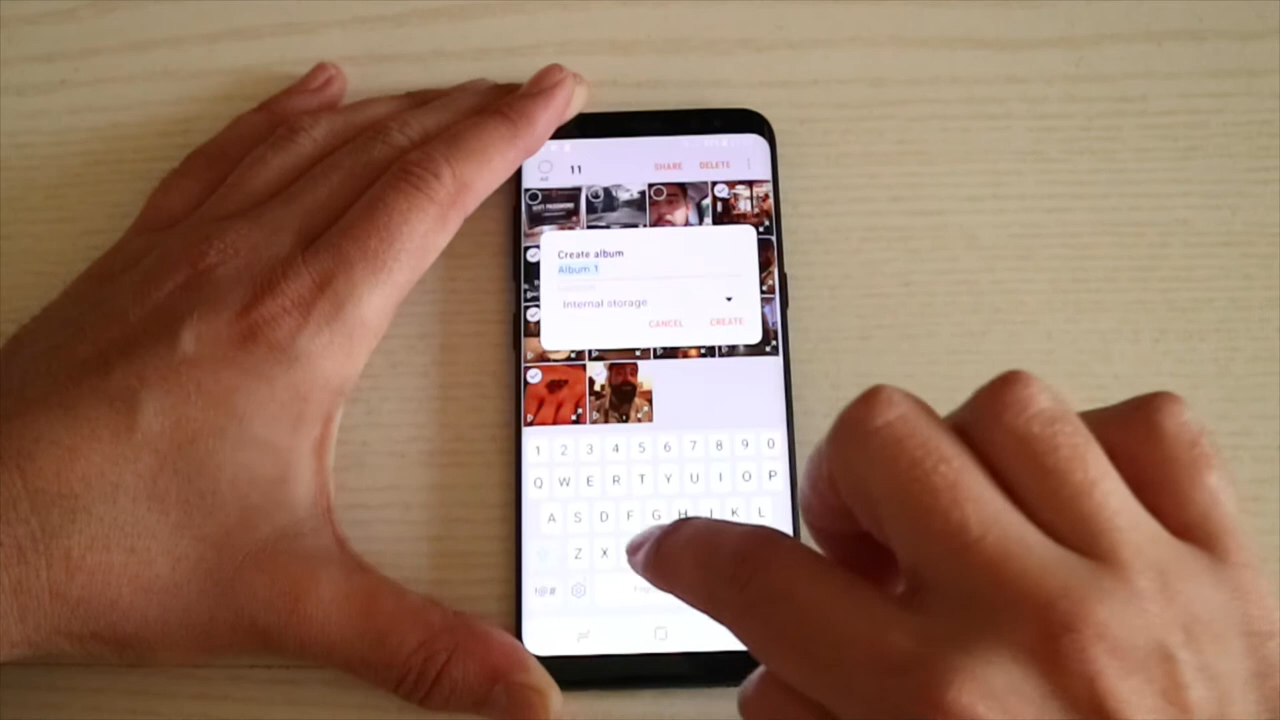 11 SHARE DELETE
All
Create album
Album 1
Internal storage
CANCEL CREATE
1 2 3 4 5 6 7 8 9 0
Q W E R T Y U I O P
A S D F G H J K L
Z X
!@#